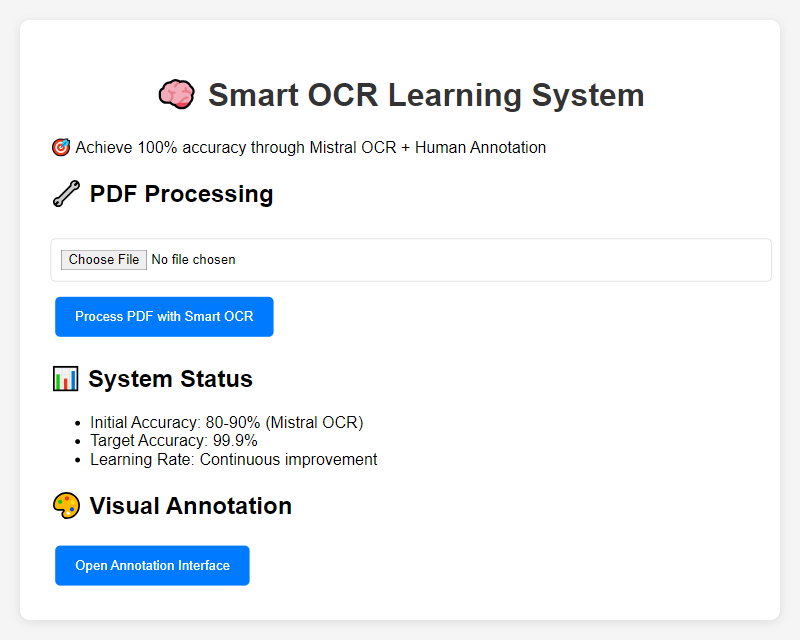 🧠 Smart OCR Learning System
🎯 Achieve 100% accuracy through Mistral OCR + Human Annotation
🔧 PDF Processing
Choose File No file chosen
Process PDF with Smart OCR
📊 System Status
• Initial Accuracy: 80-90% (Mistral OCR)
• Target Accuracy: 99.9%
• Learning Rate: Continuous improvement
🎨 Visual Annotation
Open Annotation Interface